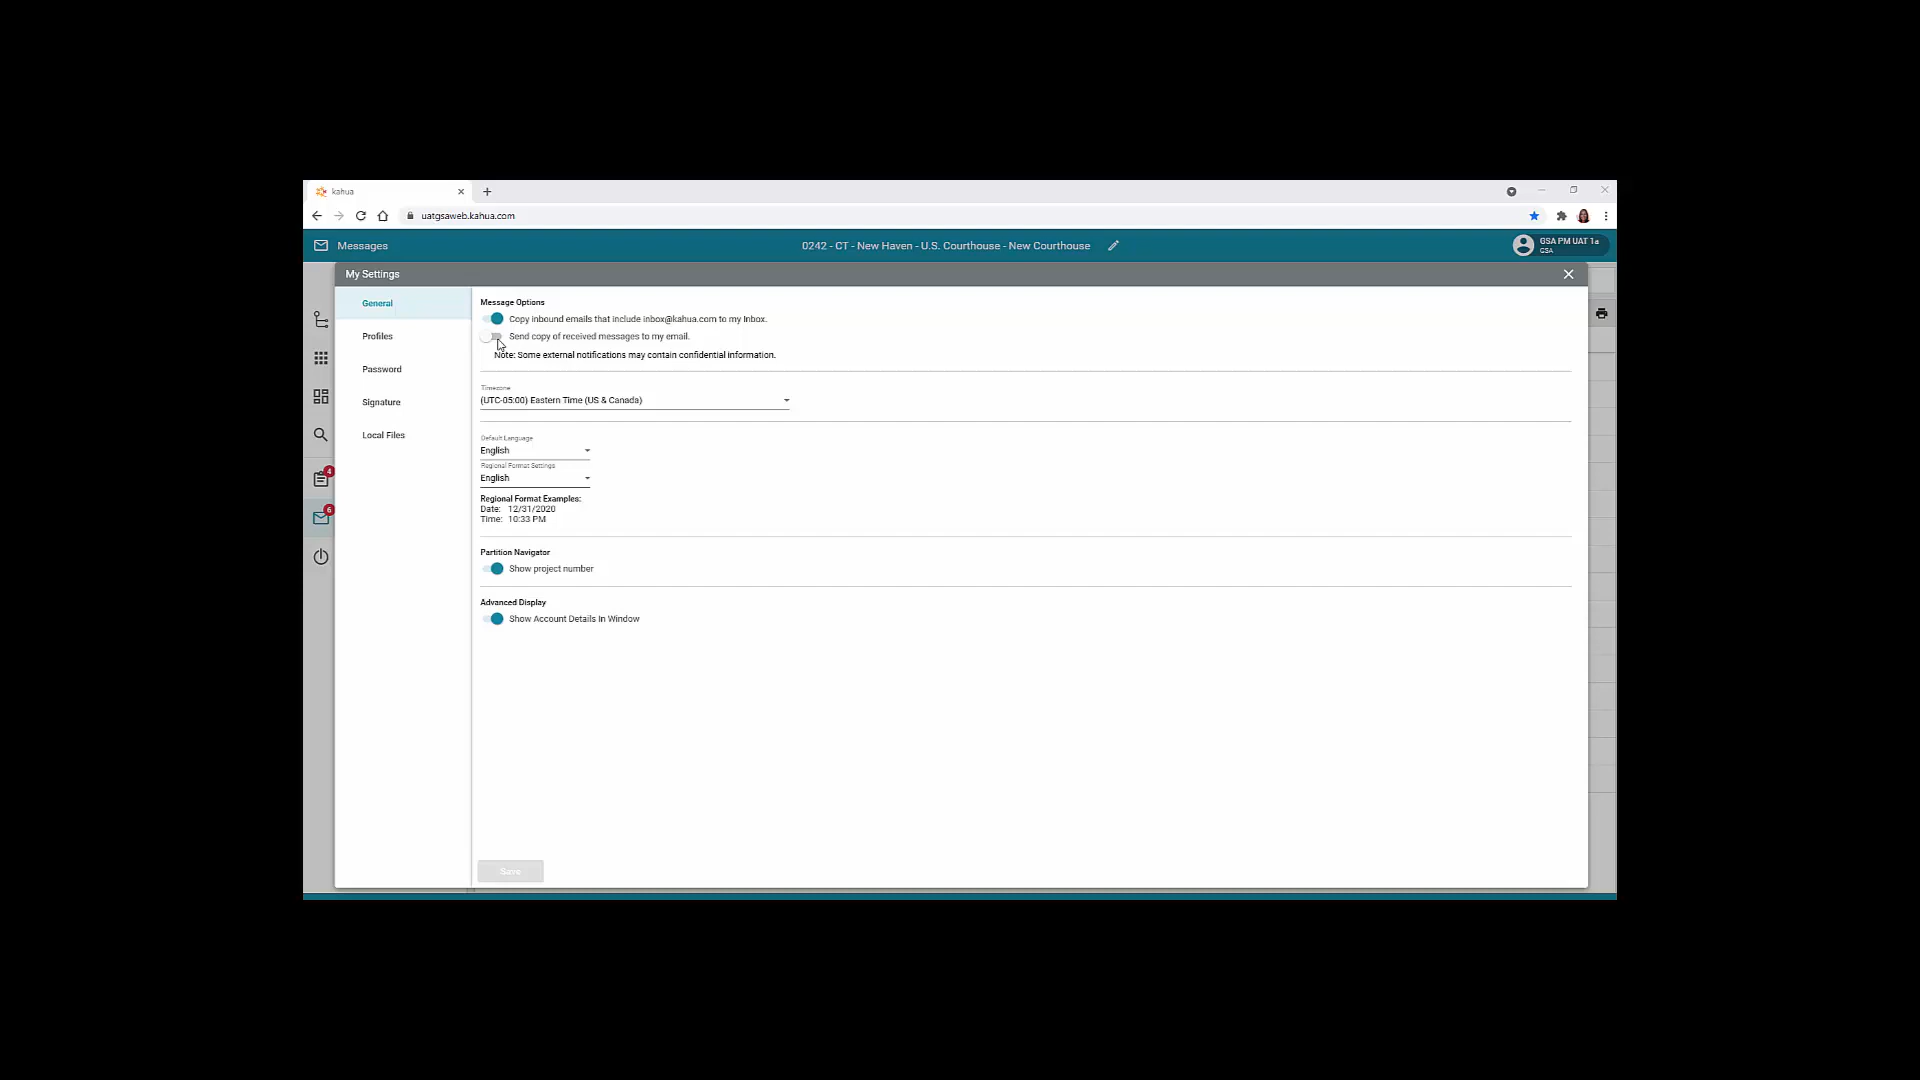 kahua
uatgsaweb.kahua.com
Messages
0242 - CT - New Haven - U.S. Courthouse - New Courthouse
GSA PM UAT 1a
GSA
My Settings
General
Profiles
Password
Signature
Local Files
4
6
Message Options
Copy inbound emails that include inbox@kahua.com to my Inbox.
Send copy of received messages to my email.
Note: Some external notifications may contain confidential information.
Timezone
(UTC-05:00) Eastern Time (US & Canada)
Default Language
English
Regional Format Settings
English
Regional Format Examples:
Date: 12/31/2020
Time: 10:33 PM
Partition Navigator
Show project number
Advanced Display
Show Account Details In Window
Save